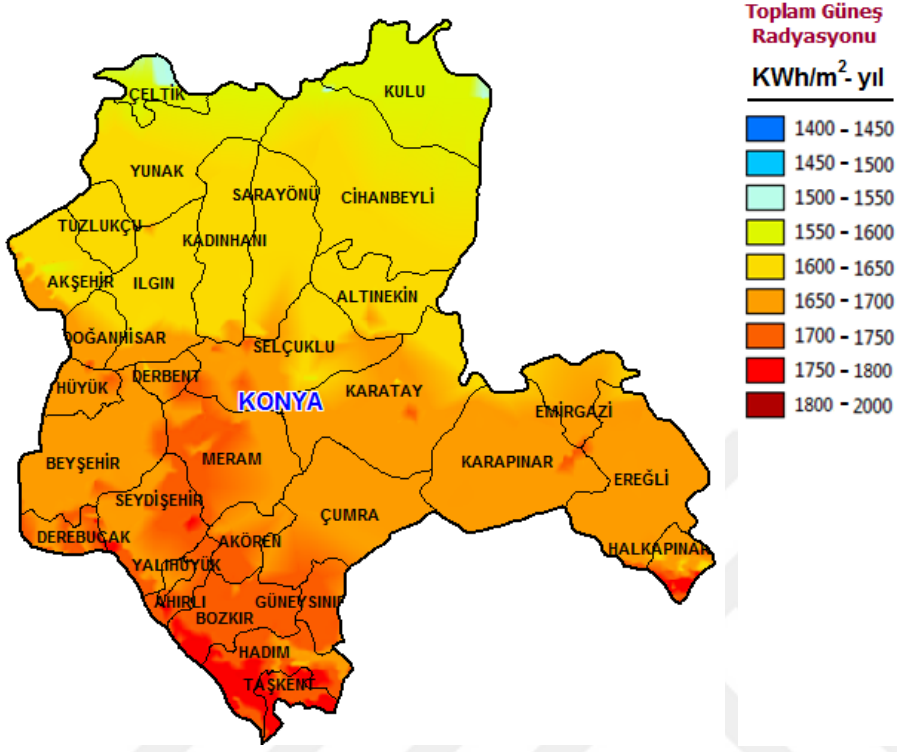 Toplam Güneş
Radyasyonu
KWh/m²- yıl
1400 - 1450
1450 - 1500
1500 - 1550
1550 - 1600
1600 - 1650
1650 - 1700
1700 - 1750
1750 - 1800
1800 - 2000
ÇELTİK
KULU
YUNAK
SARAYÖNÜ
CİHANBEYLİ
TUZLUKÇU
KADINHANI
AKŞEHİR
ILGIN
ALTINEKİN
DOĞANHİSAR
SELÇUKLU
DERBENT
HÜYÜK
KONYA
KARATAY
EMİRGAZİ
BEYŞEHİR
MERAM
KARAPINAR
EREĞLİ
SEYDİŞEHİR
ÇUMRA
DEREBUCAK
AKÖREN
HALKAPINAR
YALIHÜYÜK
AHIRLI
GÜNEYSINIR
BOZKIR
HADIM
TAŞKENT